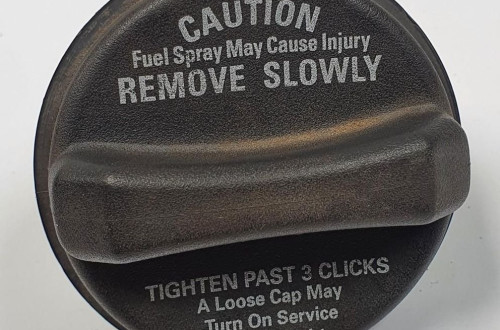 CAUTION
Fuel Spray May Cause Injury
REMOVE SLOWLY
TIGHTEN PAST 3 CLICKS
A Loose Cap May
Turn On Service